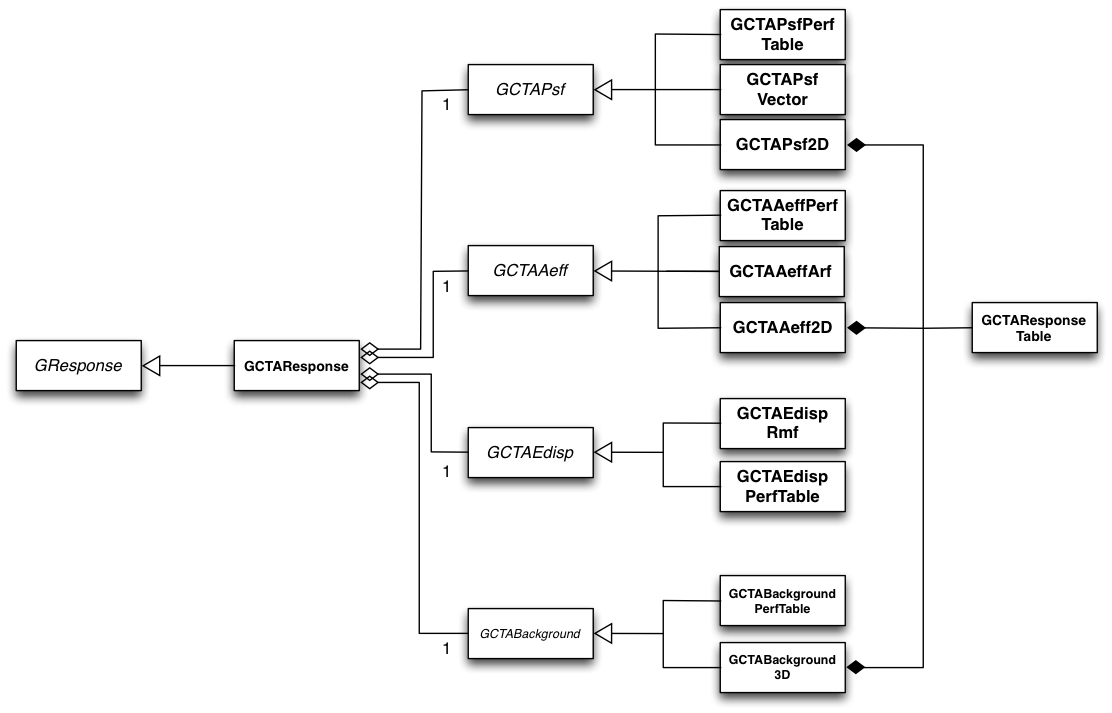 GCTAPsfPerf
Table
GCTAPsf
GCTAPsf
Vector
1
GCTAPsf2D
GCTAAeffPerf
Table
GCTAAeff
GCTAAeffArf
1
GCTAAeff2D
GCTAResponse
Table
GResponse
GCTAResponse
GCTAEdisp
Rmf
GCTAEdisp
1
GCTAEdisp
PerfTable
GCTABackground
PerfTable
GCTABackground
1
GCTABackground
3D